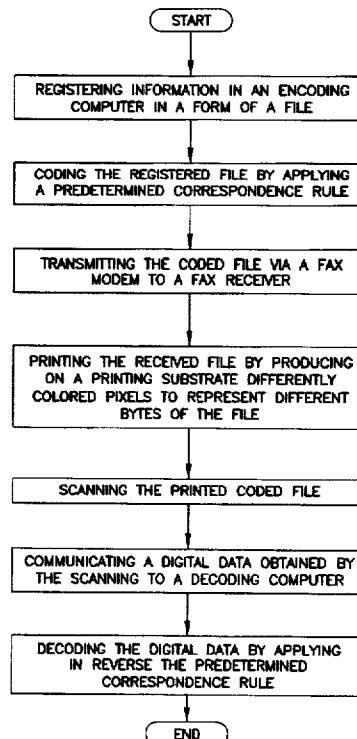 START
REGISTERING INFORMATION IN AN ENCODING
COMPUTER IN A FORM OF A FILE
CODING THE REGISTERED FILE BY APPLYING
A PREDETERMINED CORRESPONDENCE RULE
TRANSMITTING THE CODED FILE VIA A FAX
MODEM TO A FAX RECEIVER
PRINTING THE RECEIVED FILE BY PRODUCING
ON A PRINTING SUBSTRATE DIFFERENTLY
COLORED PIXELS TO REPRESENT DIFFERENT
BYTES OF THE FILE
SCANNING THE PRINTED CODED FILE
COMMUNICATING A DIGITAL DATA OBTAINED BY
THE SCANNING TO A DECODING COMPUTER
DECODING THE DIGITAL DATA BY APPLYING
IN REVERSE THE PREDETERMINED
CORRESPONDENCE RULE
END